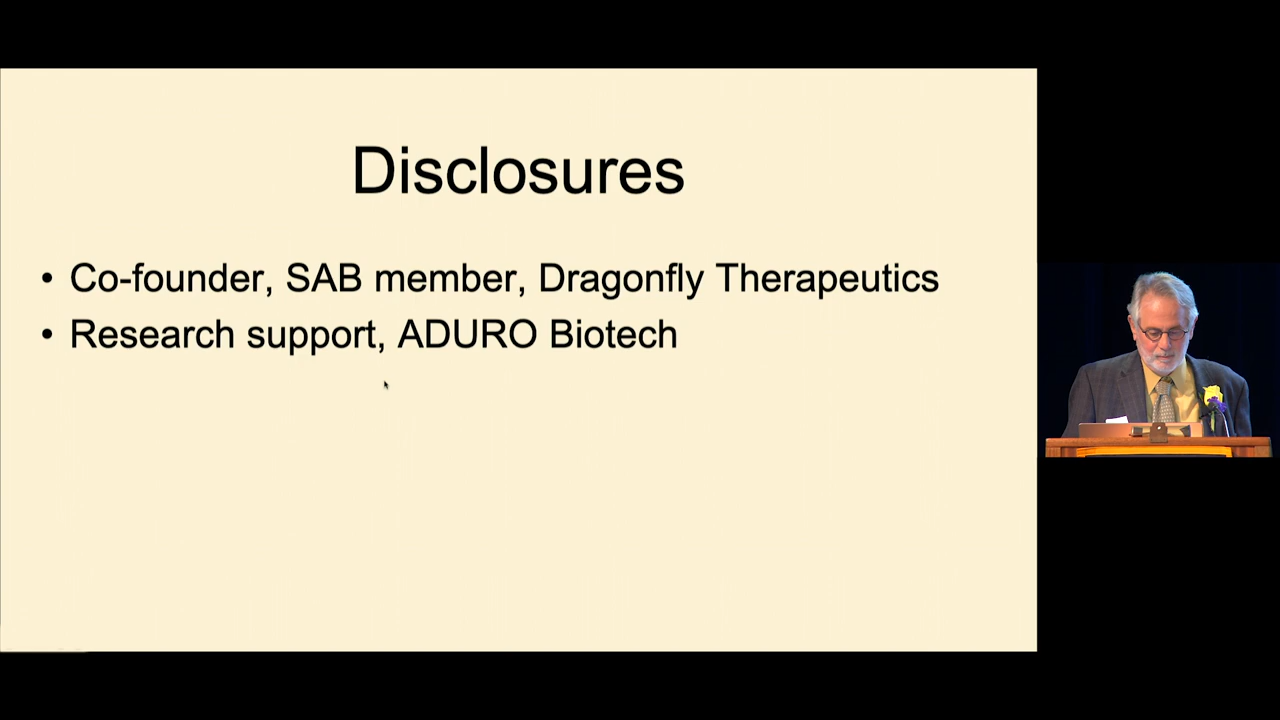 Disclosures
• Co-founder, SAB member, Dragonfly Therapeutics
• Research support, ADURO Biotech